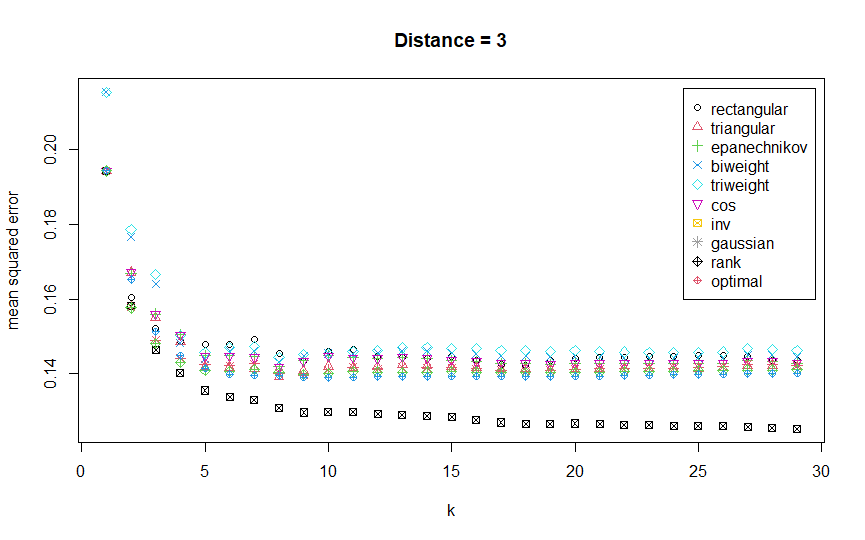 Distance = 3
mean squared error
0.20
0.18
0.16
0.14
rectangular
triangular
epanechnikov
biweight
triweight
cos
inv
gaussian
rank
optimal
0 5 10 15 20 25 30
k